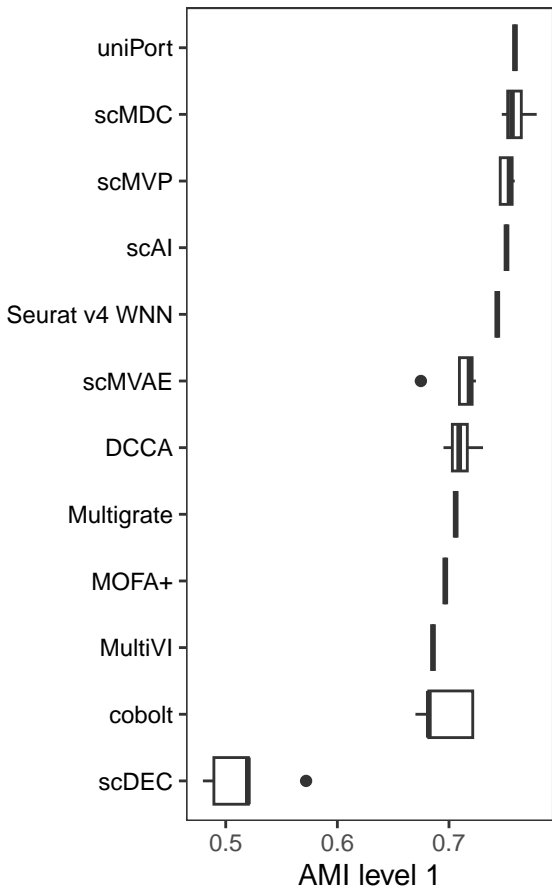 uniPort
scMDC
scMVP
scAI
Seurat v4 WNN
scMVAE
DCCA
Multigrate
MOFA+
MultiVI
cobolt
scDEC
0.5 0.6 0.7
AMI level 1